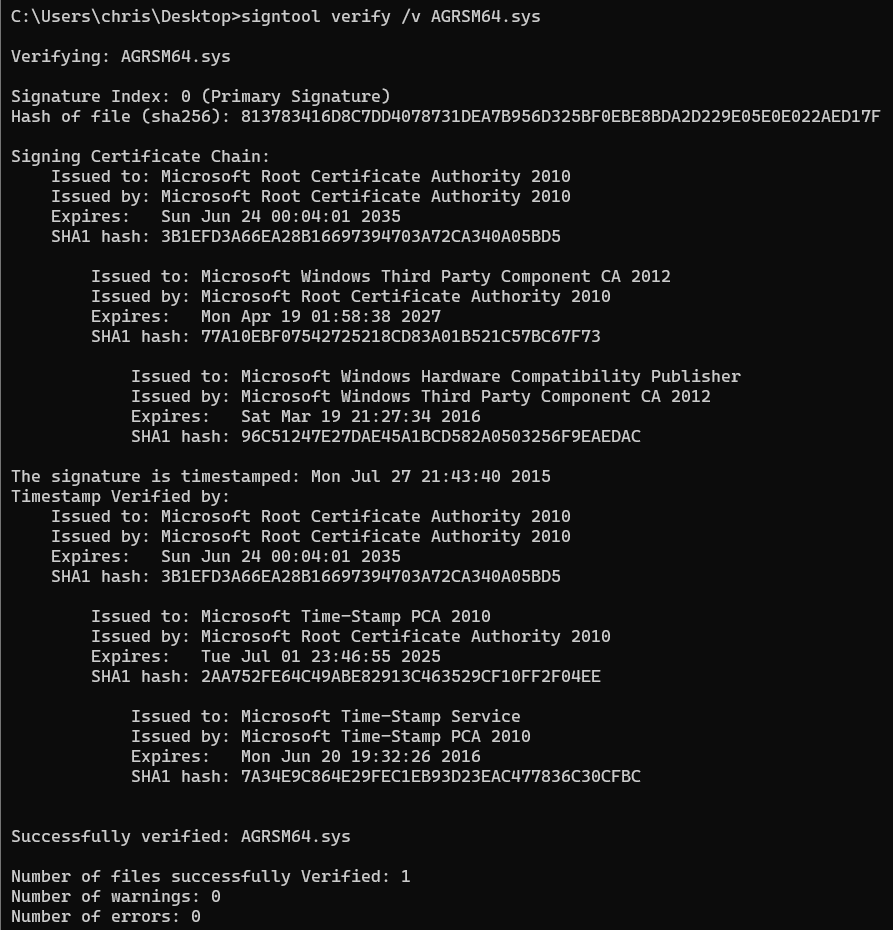 C:\Users\chris\Desktop>signtool verify /v AGRSM64.sys
Verifying: AGRSM64.sys
Signature Index: 0 (Primary Signature)
Hash of file (sha256): 813783416D8C7DD4078731DEA7B956D325BF0EBE8BDA2D229E05E0E022AED17F
Signing Certificate Chain:
Issued to: Microsoft Root Certificate Authority 2010
Issued by: Microsoft Root Certificate Authority 2010
Expires:   Sun Jun 24 00:04:01 2035
SHA1 hash: 3B1EFD3A66EA28B16697394703A72CA340A05BD5
Issued to: Microsoft Windows Third Party Component CA 2012
Issued by: Microsoft Root Certificate Authority 2010
Expires:   Mon Apr 19 01:58:38 2027
SHA1 hash: 77A10EBF07542725218CD83A01B521C57BC67F73
Issued to: Microsoft Windows Hardware Compatibility Publisher
Issued by: Microsoft Windows Third Party Component CA 2012
Expires:   Sat Mar 19 21:27:34 2016
SHA1 hash: 96C51247E27DAE45A1BCD582A0503256F9EAEDAC
The signature is timestamped: Mon Jul 27 21:43:40 2015
Timestamp Verified by:
Issued to: Microsoft Root Certificate Authority 2010
Issued by: Microsoft Root Certificate Authority 2010
Expires:   Sun Jun 24 00:04:01 2035
SHA1 hash: 3B1EFD3A66EA28B16697394703A72CA340A05BD5
Issued to: Microsoft Time-Stamp PCA 2010
Issued by: Microsoft Root Certificate Authority 2010
Expires:   Tue Jul 01 23:46:55 2025
SHA1 hash: 2AA752FE64C49ABE82913C463529CF10FF2F04EE
Issued to: Microsoft Time-Stamp Service
Issued by: Microsoft Time-Stamp PCA 2010
Expires:   Mon Jun 20 19:32:26 2016
SHA1 hash: 7A34E9C864E29FEC1EB93D23EAC477836C30CFBC
Successfully verified: AGRSM64.sys
Number of files successfully Verified: 1
Number of warnings: 0
Number of errors: 0